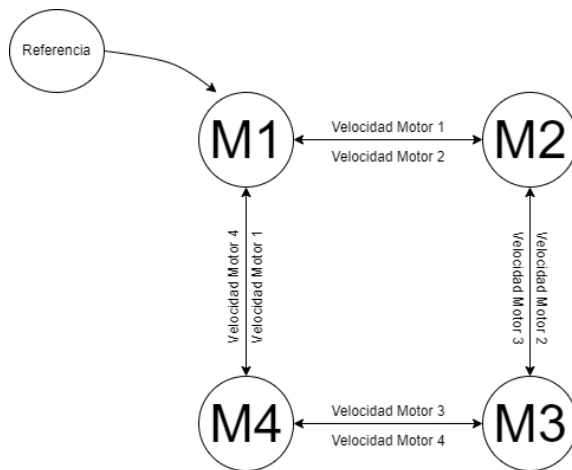 Referencia
M1
Velocidad Motor 1
Velocidad Motor 2
M2
Velocidad Motor 4
Velocidad Motor 1
Velocidad Motor 3
Velocidad Motor 2
M4
Velocidad Motor 3
Velocidad Motor 4
M3